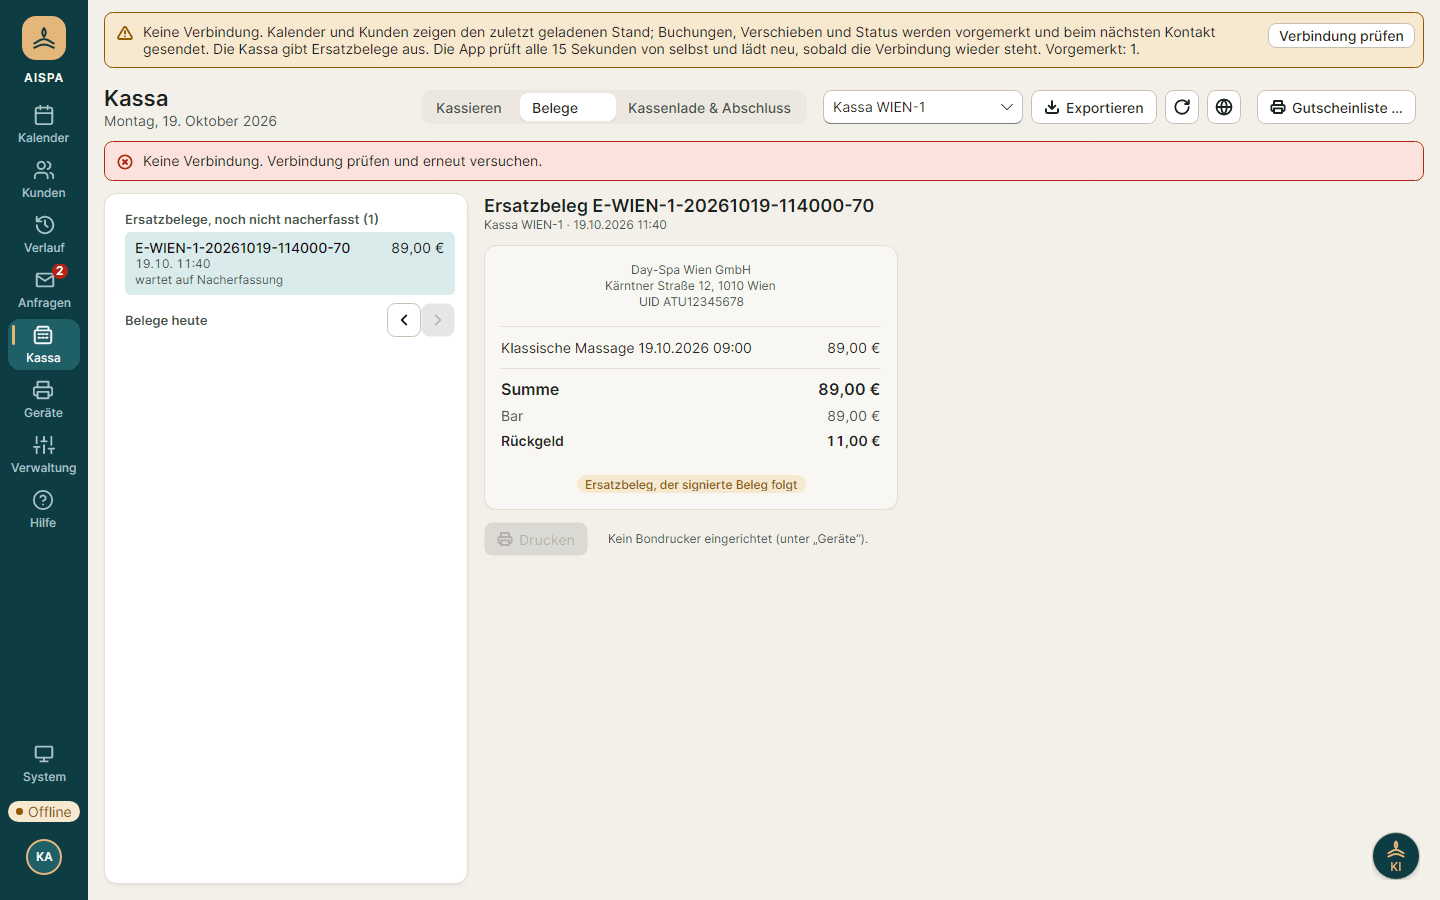 AISPA
Kalender
Kunden
Verlauf
2
Anfragen
Kassa
Geräte
Verwaltung
Hilfe
System
Offline
KA
Keine Verbindung. Kalender und Kunden zeigen den zuletzt geladenen Stand; Buchungen, Verschieben und Status werden vorgemerkt und beim nächsten Kontakt
gesendet. Die Kassa gibt Ersatzbelege aus. Die App prüft alle 15 Sekunden von selbst und lädt neu, sobald die Verbindung wieder steht. Vorgemerkt: 1.
Verbindung prüfen
Kassa
Montag, 19. Oktober 2026
Kassieren
Belege
Kassenlade & Abschluss
Kassa WIEN-1
Exportieren
Gutscheinliste ...
Keine Verbindung. Verbindung prüfen und erneut versuchen.
Ersatzbelege, noch nicht nacherfasst (1)
E-WIEN-1-20261019-114000-70 89,00 €
19.10. 11:40
wartet auf Nacherfassung
Belege heute
Ersatzbeleg E-WIEN-1-20261019-114000-70
Kassa WIEN-1 · 19.10.2026 11:40
Day-Spa Wien GmbH
Kärntner Straße 12, 1010 Wien
UID ATU12345678
Klassische Massage 19.10.2026 09:00 89,00 €
Summe 89,00 €
Bar 89,00 €
Rückgeld 11,00 €
Ersatzbeleg, der signierte Beleg folgt
Drucken
Kein Bondrucker eingerichtet (unter „Geräte“).
KI